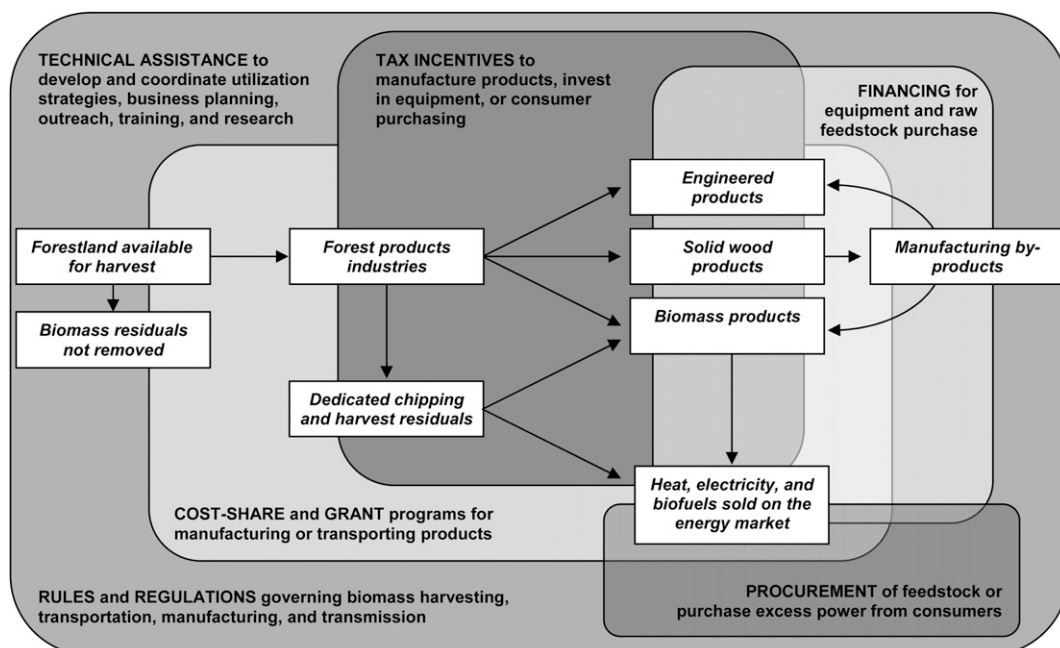 TECHNICAL ASSISTANCE to
develop and coordinate utilization
strategies, business planning,
outreach, training, and research
TAX INCENTIVES to
manufacture products, invest
in equipment, or consumer
purchasing
FINANCING for
equipment and raw
feedstock purchase
Engineered
products
Forestland available
for harvest
Forest products
industries
Solid wood
products
Manufacturing by-
products
Biomass residuals
not removed
Biomass products
Dedicated chipping
and harvest residuals
Heat, electricity, and
biofuels sold on the
energy market
COST-SHARE and GRANT programs for
manufacturing or transporting products
RULES and REGULATIONS governing biomass harvesting,
transportation, manufacturing, and transmission
PROCUREMENT of feedstock or
purchase excess power from consumers